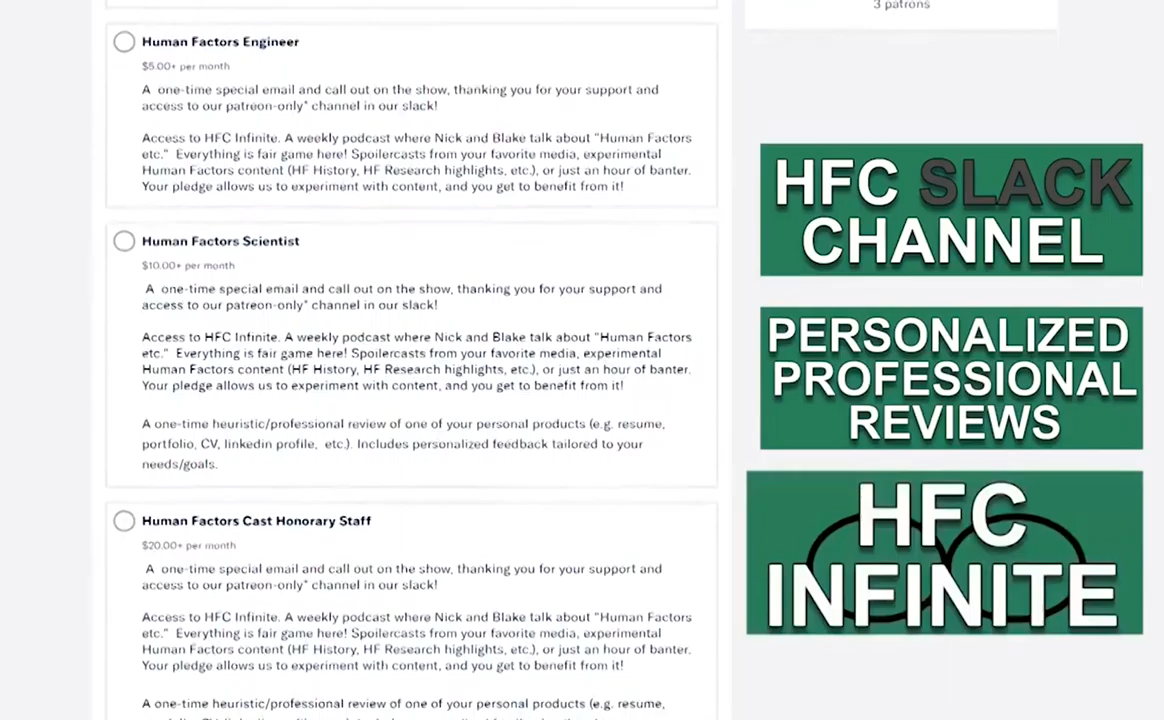 3 patrons
Human Factors Engineer
$5.00+ per month
A one-time special email and call out on the show, thanking you for your support and
access to our patreon-only* channel in our slack!
Access to HFC Infinite. A weekly podcast where Nick and Blake talk about "Human Factors
etc." Everything is fair game here! Spoilercasts from your favorite media, experimental
Human Factors content (HF History, HF Research highlights, etc.), or just an hour of banter.
Your pledge allows us to experiment with content, and you get to benefit from it!
Human Factors Scientist
$10.00+ per month
A one-time special email and call out on the show, thanking you for your support and
access to our patreon-only* channel in our slack!
Access to HFC Infinite. A weekly podcast where Nick and Blake talk about "Human Factors
etc." Everything is fair game here! Spoilercasts from your favorite media, experimental
Human Factors content (HF History, HF Research highlights, etc.), or just an hour of banter.
Your pledge allows us to experiment with content, and you get to benefit from it!
A one-time heuristic/professional review of one of your personal products (e.g. resume,
portfolio, CV, linkedin profile, etc.). Includes personalized feedback tailored to your
needs/goals.
Human Factors Cast Honorary Staff
$20.00+ per month
A one-time special email and call out on the show, thanking you for your support and
access to our patreon-only* channel in our slack!
Access to HFC Infinite. A weekly podcast where Nick and Blake talk about "Human Factors
etc." Everything is fair game here! Spoilercasts from your favorite media, experimental
Human Factors content (HF History, HF Research highlights, etc.), or just an hour of banter.
Your pledge allows us to experiment with content, and you get to benefit from it!
A one-time heuristic/professional review of one of your personal products (e.g. resume,
HFC SLACK
CHANNEL
PERSONALIZED
PROFESSIONAL
REVIEWS
HFC
INFINITE